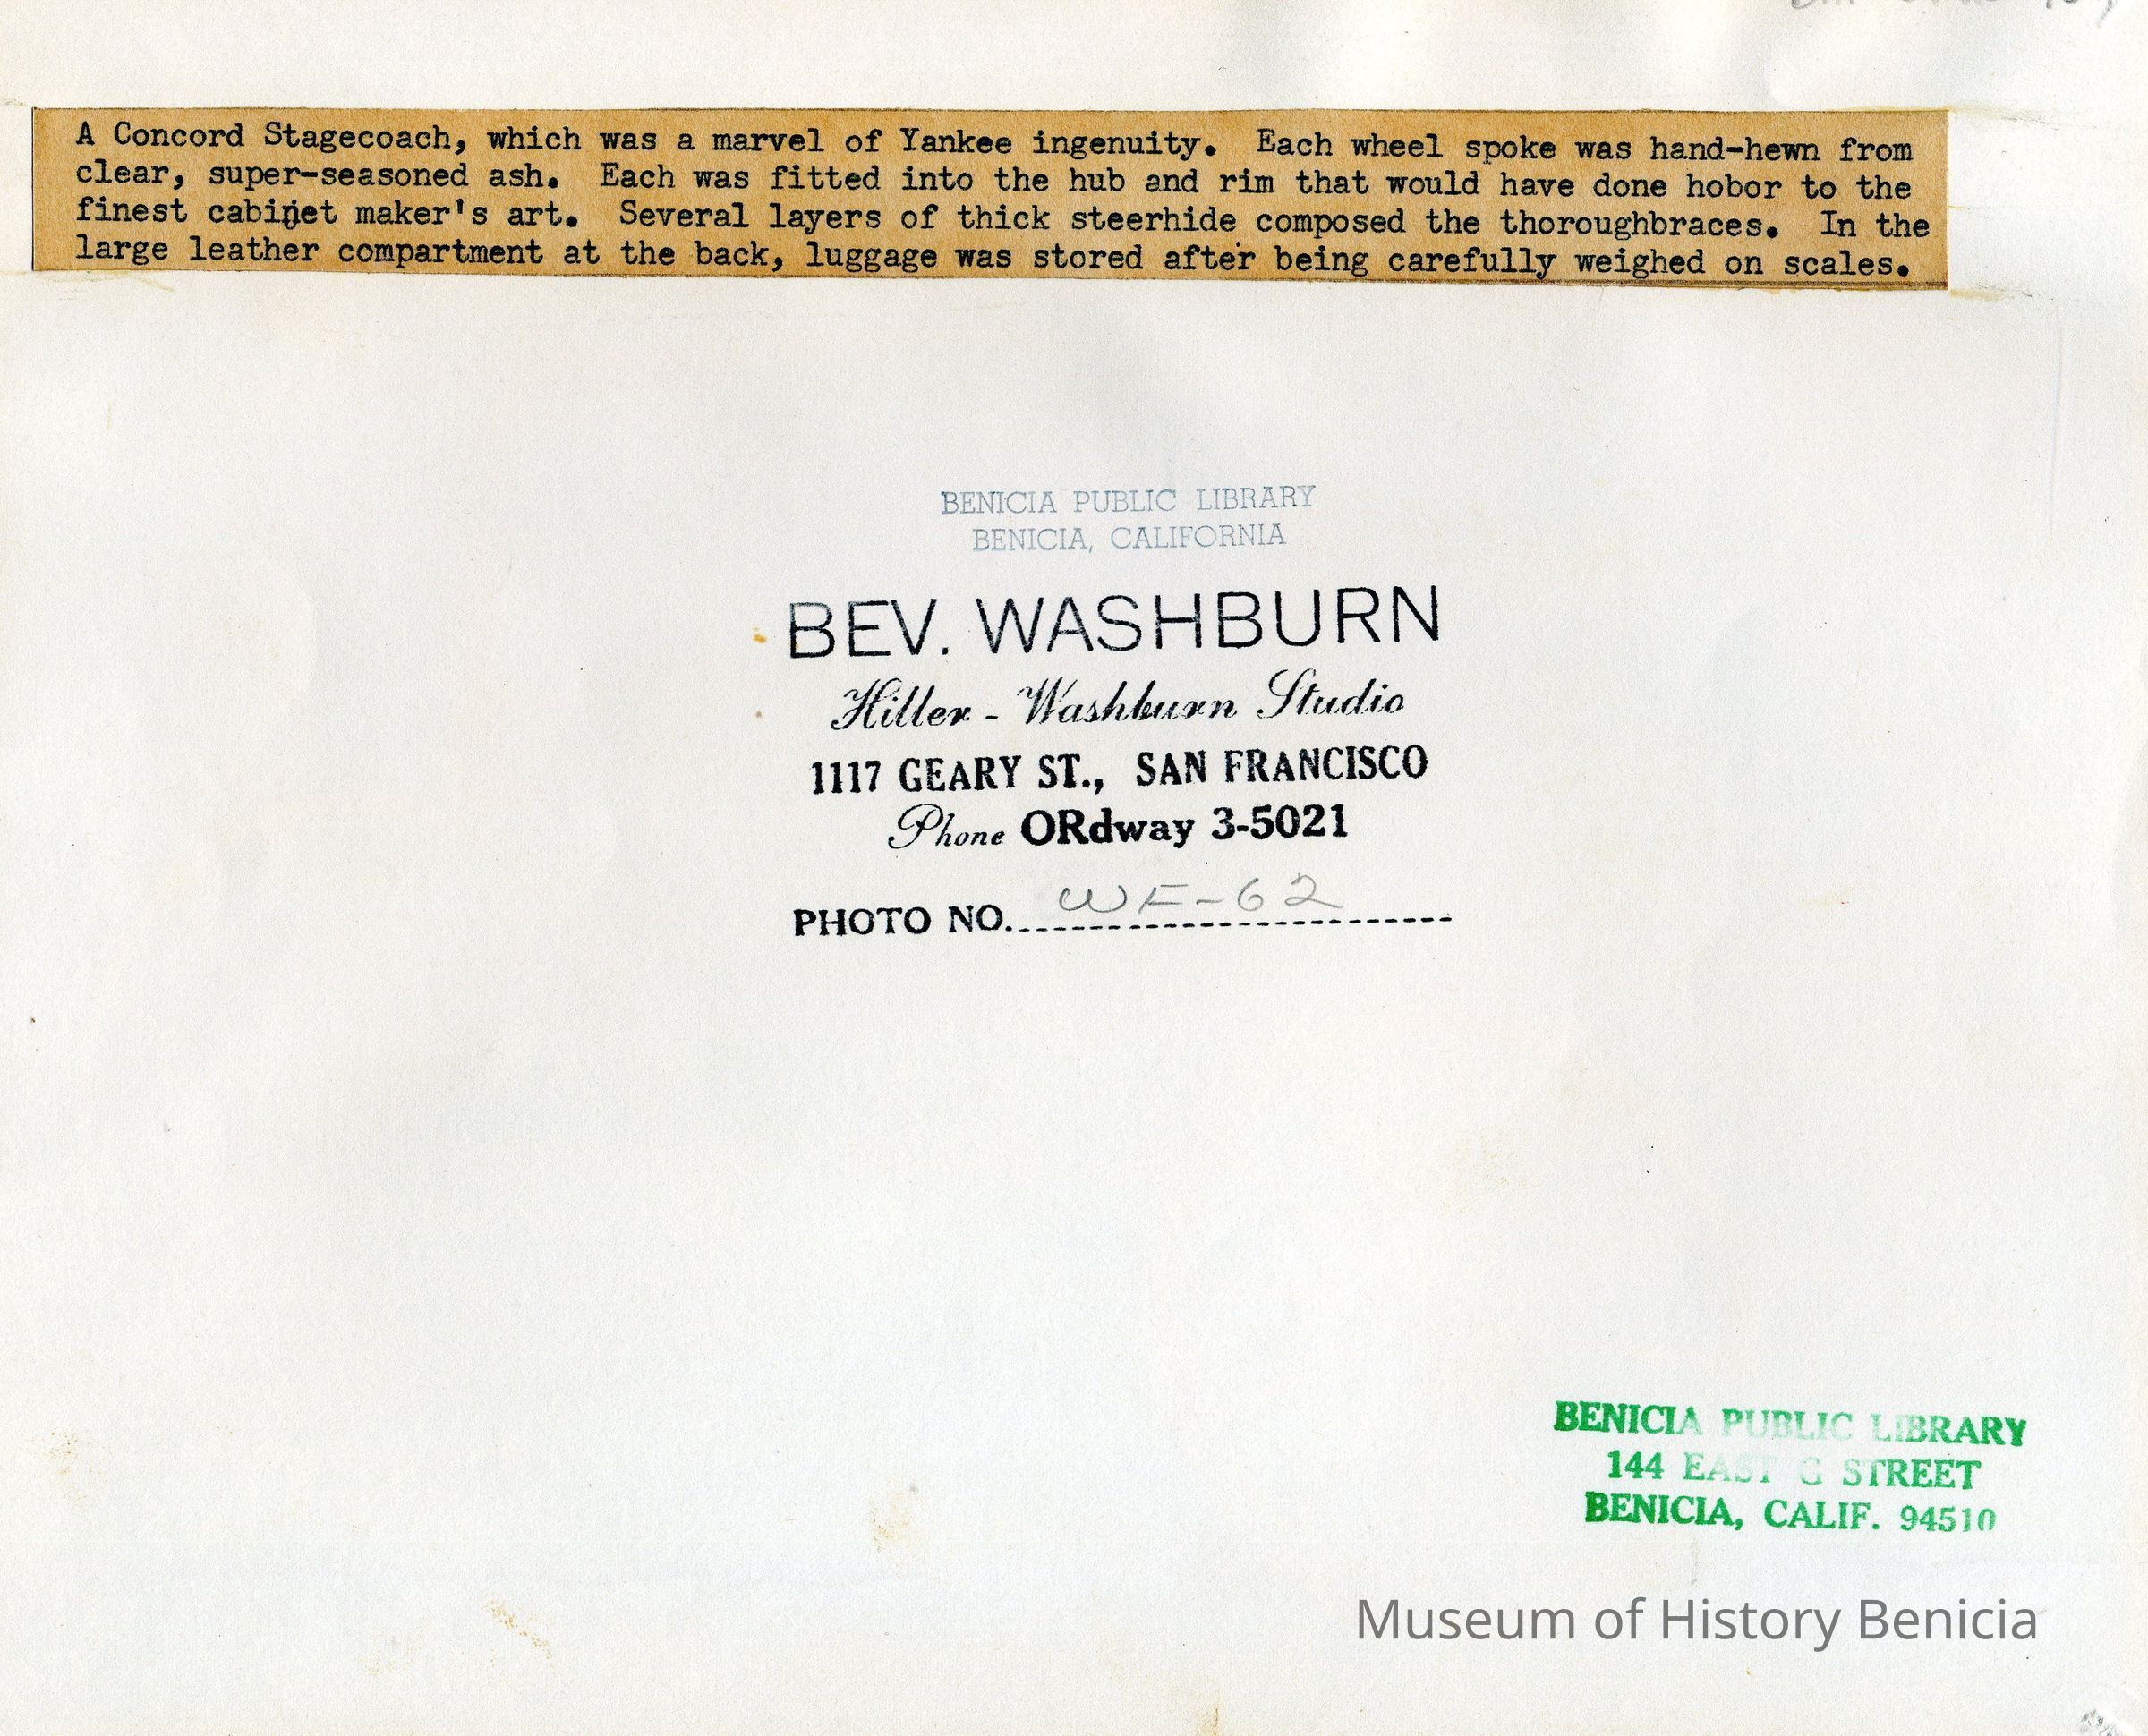 A Concord Stagecoach, which was a marvel of Yankee ingenuity. Each wheel spoke was hand-hewn from
clear, super-seasoned ash. Each was fitted into the hub and rim that would have done hobor to the
finest cabinet maker's art. Several layers of thick steerhide composed the thoroughbraces. In the
large leather compartment at the back, luggage was stored after being carefully weighed on scales.
BENICIA PUBLIC LIBRARY
BENICIA, CALIFORNIA
BEV. WASHBURN
Hiller - Washburn Studio
1117 GEARY ST., SAN FRANCISCO
Phone ORdway 3-5021
PHOTO NO. WF-62
BENICIA PUBLIC LIBRARY
144 EAST G STREET
BENICIA, CALIF. 94510
Museum of History Benicia